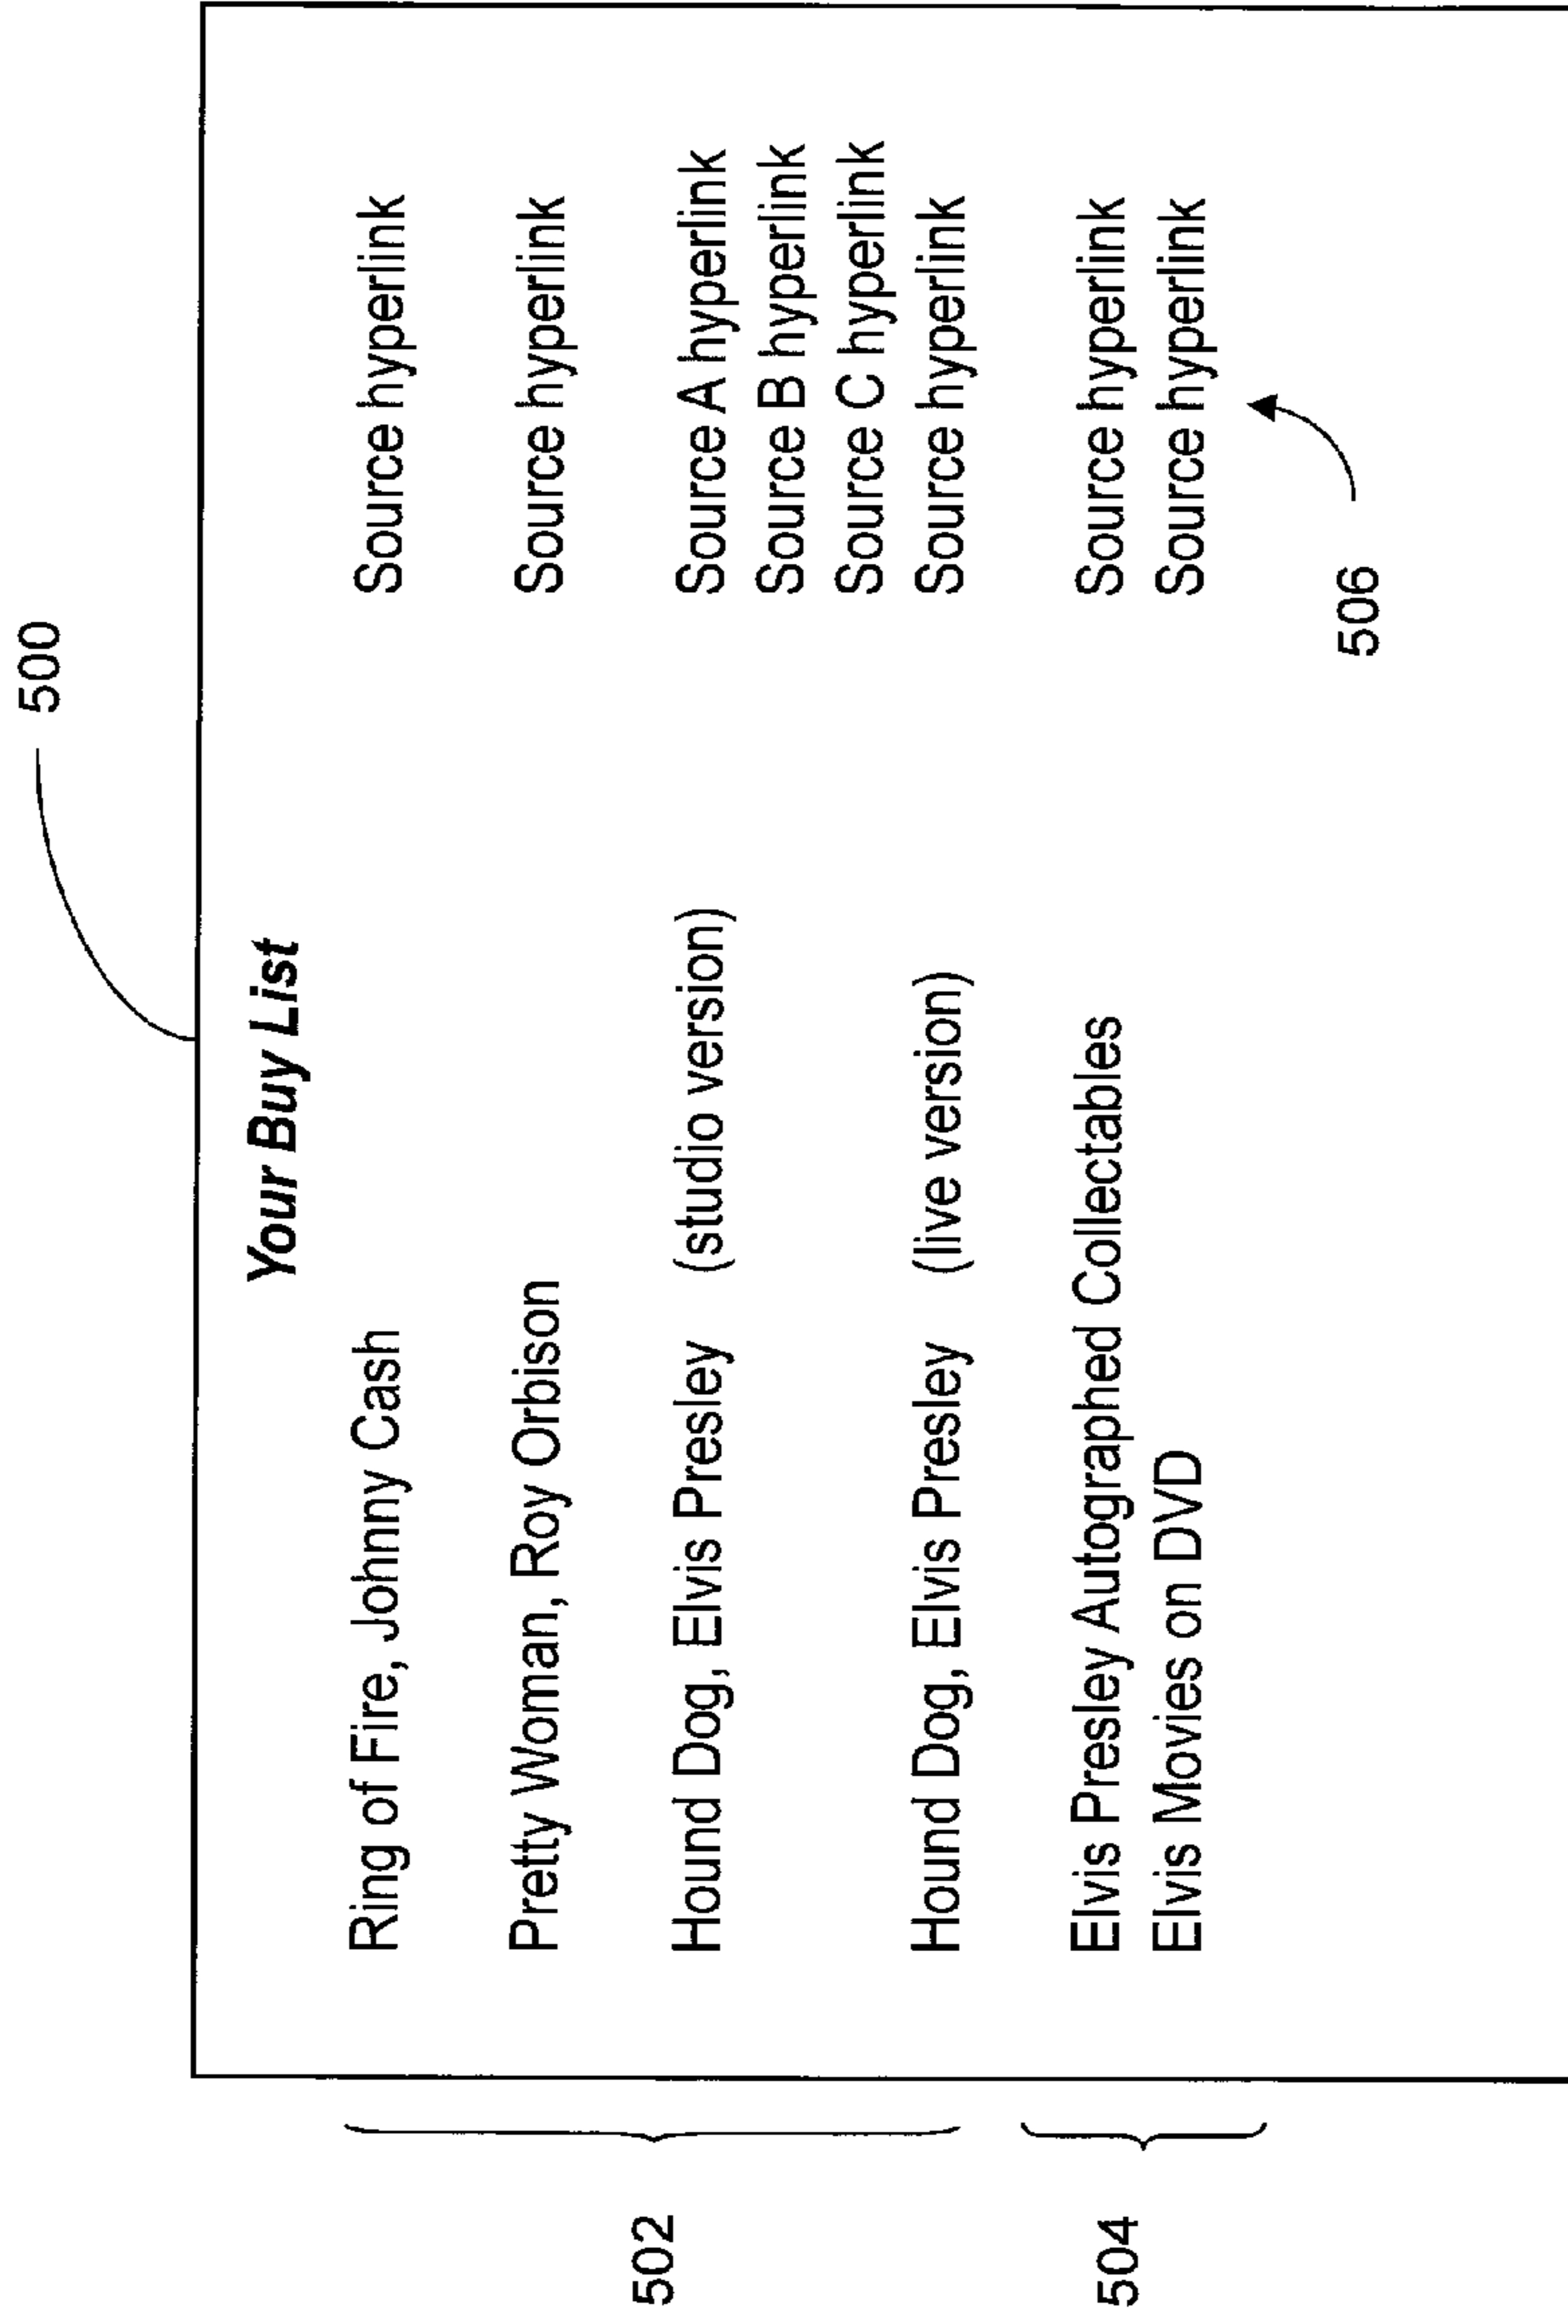 500
Your Buy List
Ring of Fire, Johnny Cash Source hyperlink
Pretty Woman, Roy Orbison Source hyperlink
Hound Dog, Elvis Presley (studio version) Source A hyperlink
Source B hyperlink
Source C hyperlink
Hound Dog, Elvis Presley (live version) Source hyperlink
Elvis Presley Autographed Collectables Source hyperlink
Elvis Movies on DVD Source hyperlink
502
504
506